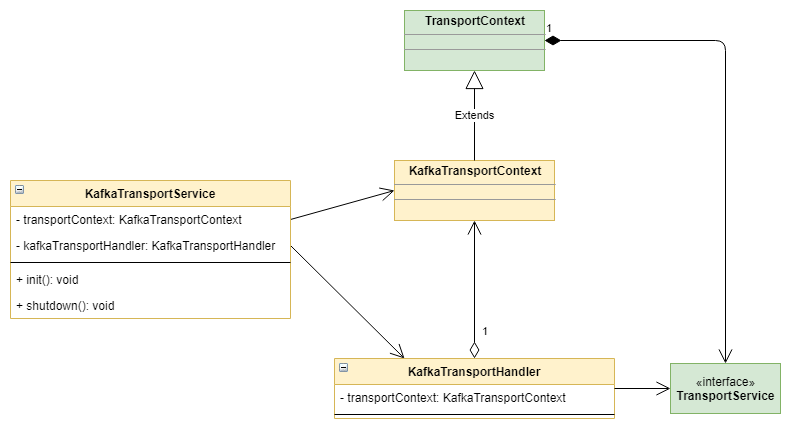 TransportContext
1
Extends
KafkaTransportContext
KafkaTransportService
- transportContext: KafkaTransportContext
- kafkaTransportHandler: KafkaTransportHandler
+ init(): void
+ shutdown(): void
1
KafkaTransportHandler
- transportContext: KafkaTransportContext
«interface»
TransportService